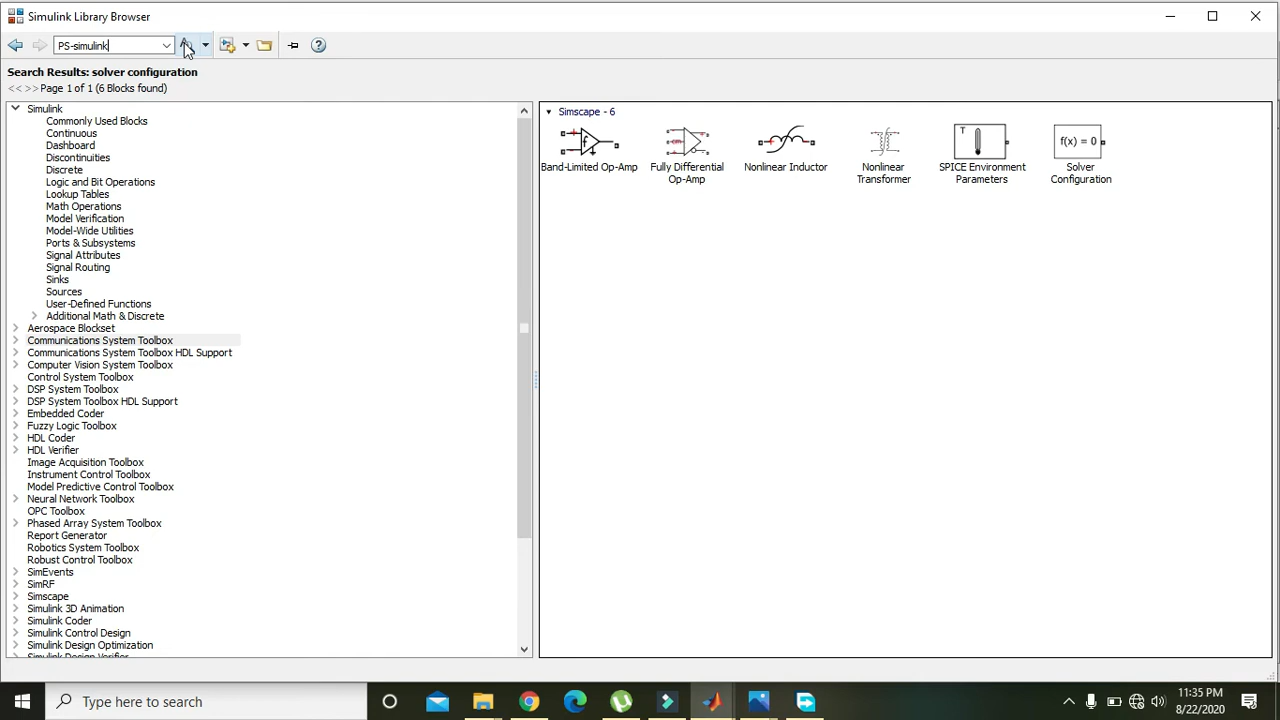 Simulink Library Browser
PS-simulink
Search Results: solver configuration
<< >> Page 1 of 1 (6 Blocks found)
Simulink
Commonly Used Blocks
Continuous
Dashboard
Discontinuities
Discrete
Logic and Bit Operations
Lookup Tables
Math Operations
Model Verification
Model-Wide Utilities
Ports & Subsystems
Signal Attributes
Signal Routing
Sinks
Sources
User-Defined Functions
Additional Math & Discrete
Aerospace Blockset
Communications System Toolbox
Communications System Toolbox HDL Support
Computer Vision System Toolbox
Control System Toolbox
DSP System Toolbox
DSP System Toolbox HDL Support
Embedded Coder
Fuzzy Logic Toolbox
HDL Coder
HDL Verifier
Image Acquisition Toolbox
Instrument Control Toolbox
Model Predictive Control Toolbox
Neural Network Toolbox
OPC Toolbox
Phased Array System Toolbox
Report Generator
Robotics System Toolbox
Robust Control Toolbox
SimEvents
SimRF
Simscape
Simulink 3D Animation
Simulink Coder
Simulink Control Design
Simulink Design Optimization
Simulink Design Verifier
Simscape - 6
f
T
f(x) = 0
Band-Limited Op-Amp
Fully Differential
Op-Amp
Nonlinear Inductor
Nonlinear
Transformer
SPICE Environment
Parameters
Solver
Configuration
Type here to search
11:35 PM
8/22/2020